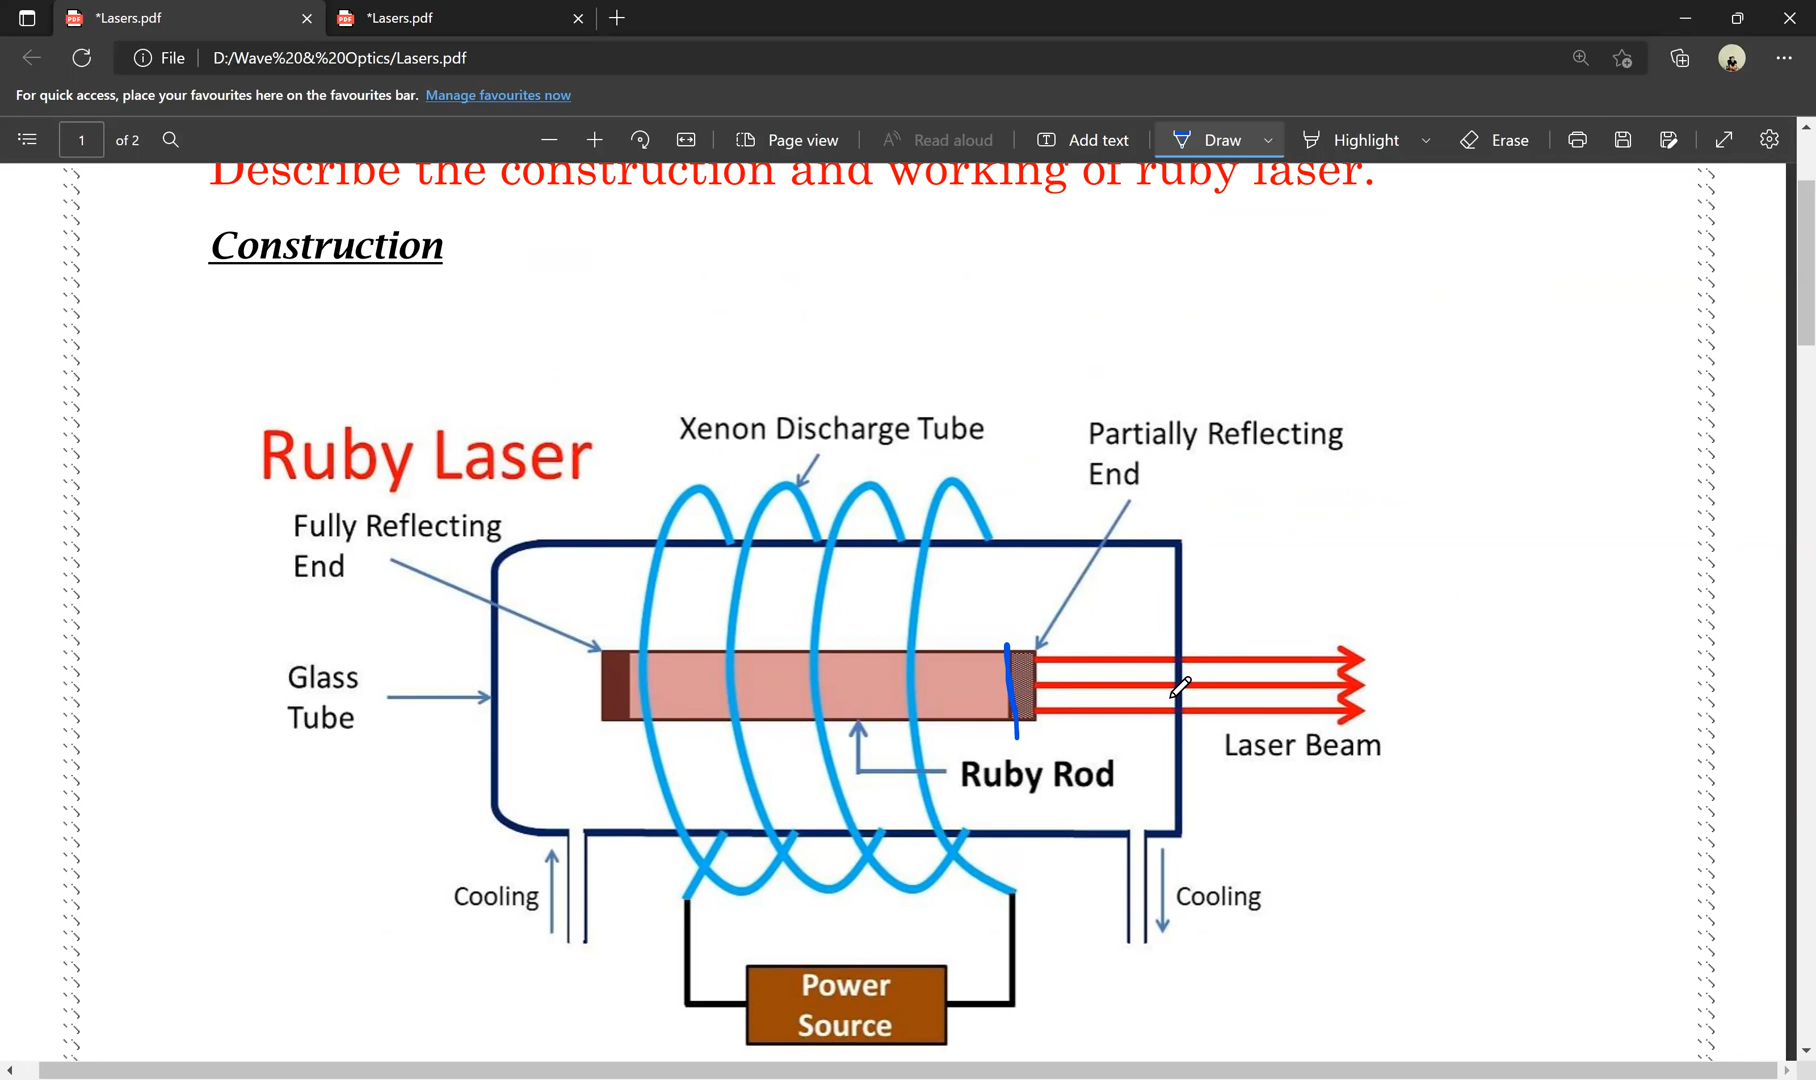 *Lasers.pdf
*Lasers.pdf
File
D:/Wave%20&%20Optics/Lasers.pdf
For quick access, place your favourites here on the favourites bar. Manage favourites now
1 of 2
Page view
Read aloud
Add text
Draw
Highlight
Erase
Describe the construction and working of ruby laser.
Construction
Ruby Laser
Xenon Discharge Tube
Partially Reflecting
End
Fully Reflecting
End
Glass
Tube
Laser Beam
Ruby Rod
Cooling
Cooling
Power
Source